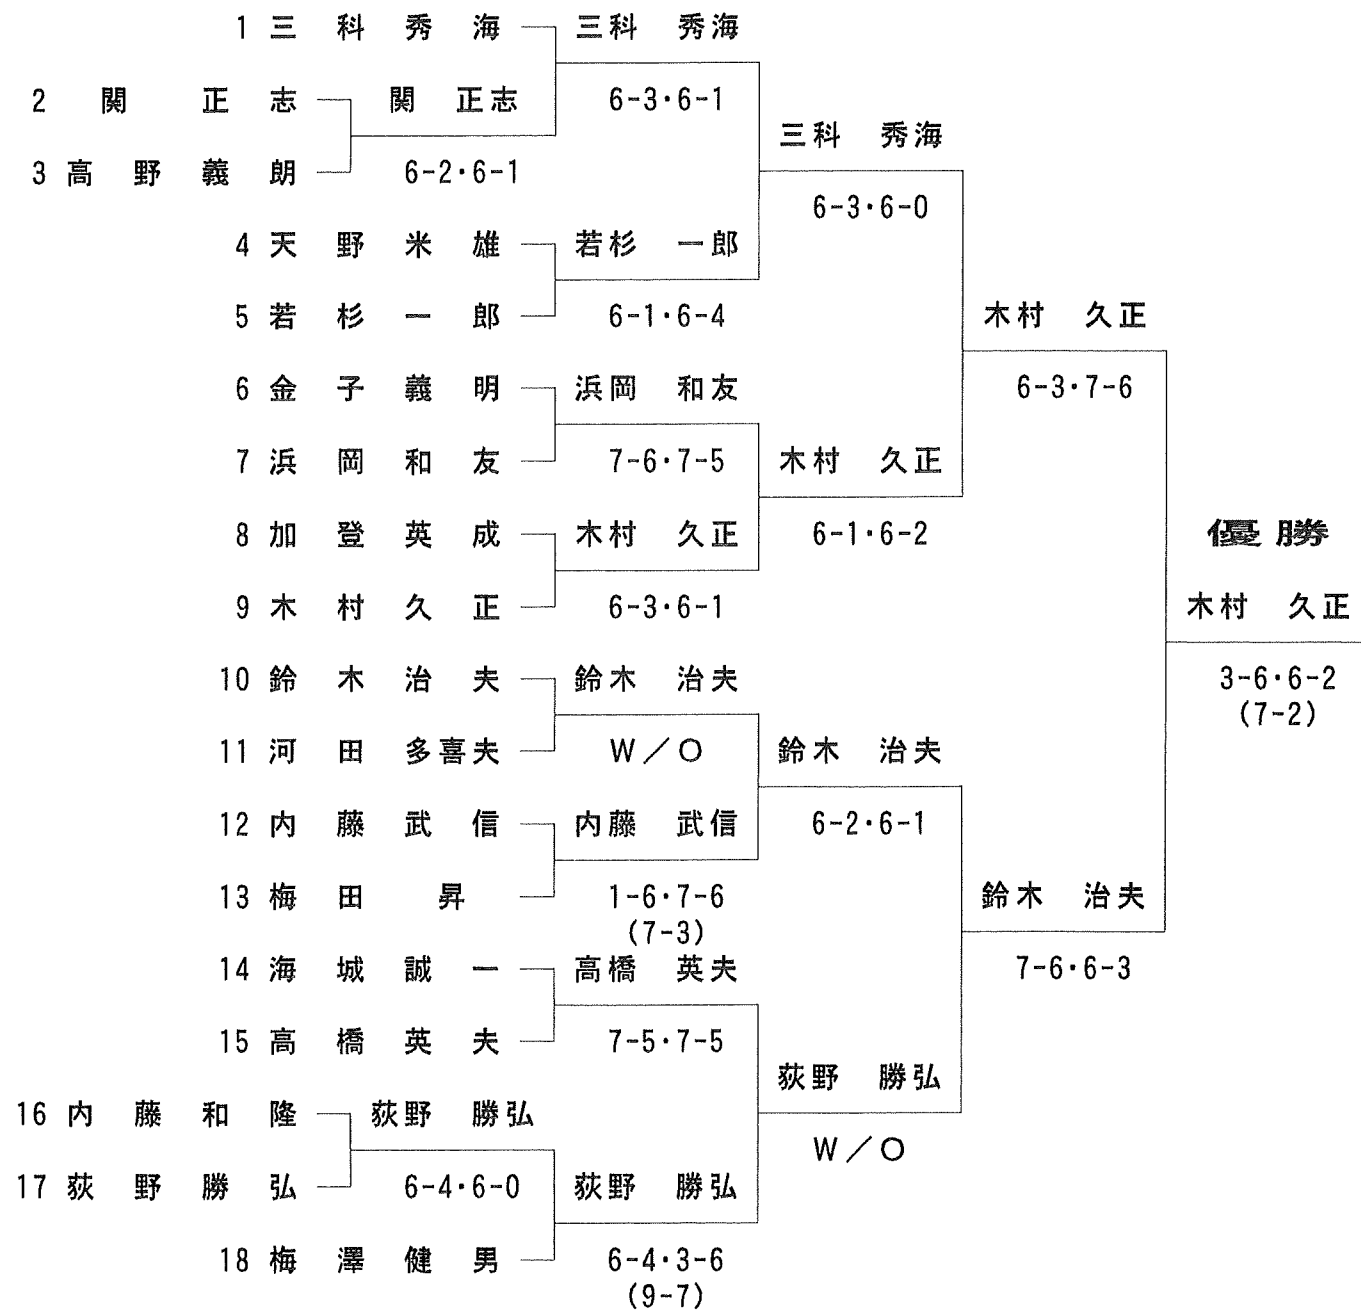 1 三科秀海 三科 秀海
2 関 正志 関 正志 6-3・6-1
三科 秀海
3 高野義朗 6-2・6-1
6-3・6-0
4 天野米雄 若杉 一郎
5 若杉一郎 6-1・6-4 木村 久正
6 金子義明 浜岡 和友 6-3・7-6
7 浜岡和友 7-6・7-5 木村 久正
8 加登英成 木村 久正 6-1・6-2 優勝
9 木村久正 6-3・6-1 木村 久正
10 鈴木治夫 鈴木 治夫 3-6・6-2
(7-2)
11 河田多喜夫 W/O 鈴木 治夫
12 内藤武信 内藤 武信 6-2・6-1
13 梅田 昇 1-6・7-6 鈴木 治夫
(7-3)
14 海城誠一 高橋 英夫 7-6・6-3
15 高橋英夫 7-5・7-5
荻野 勝弘
16 内藤和隆 荻野 勝弘
W/O
17 荻野勝弘 6-4・6-0 荻野 勝弘
18 梅澤健男 6-4・3-6
(9-7)